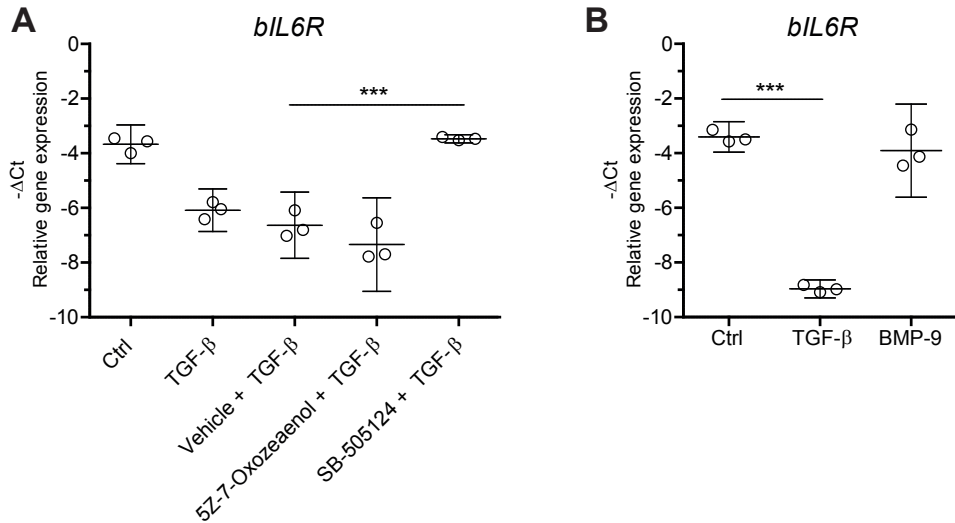 A
bIL6R
-ΔCt
Relative gene expression
0
-2
-4
-6
-8
-10
***
Ctrl
TGF-β
Vehicle + TGF-β
5Z-7-Oxozeaenol + TGF-β
SB-505124 + TGF-β
B
bIL6R
-ΔCt
Relative gene expression
0
-2
-4
-6
-8
-10
***
Ctrl
TGF-β
BMP-9